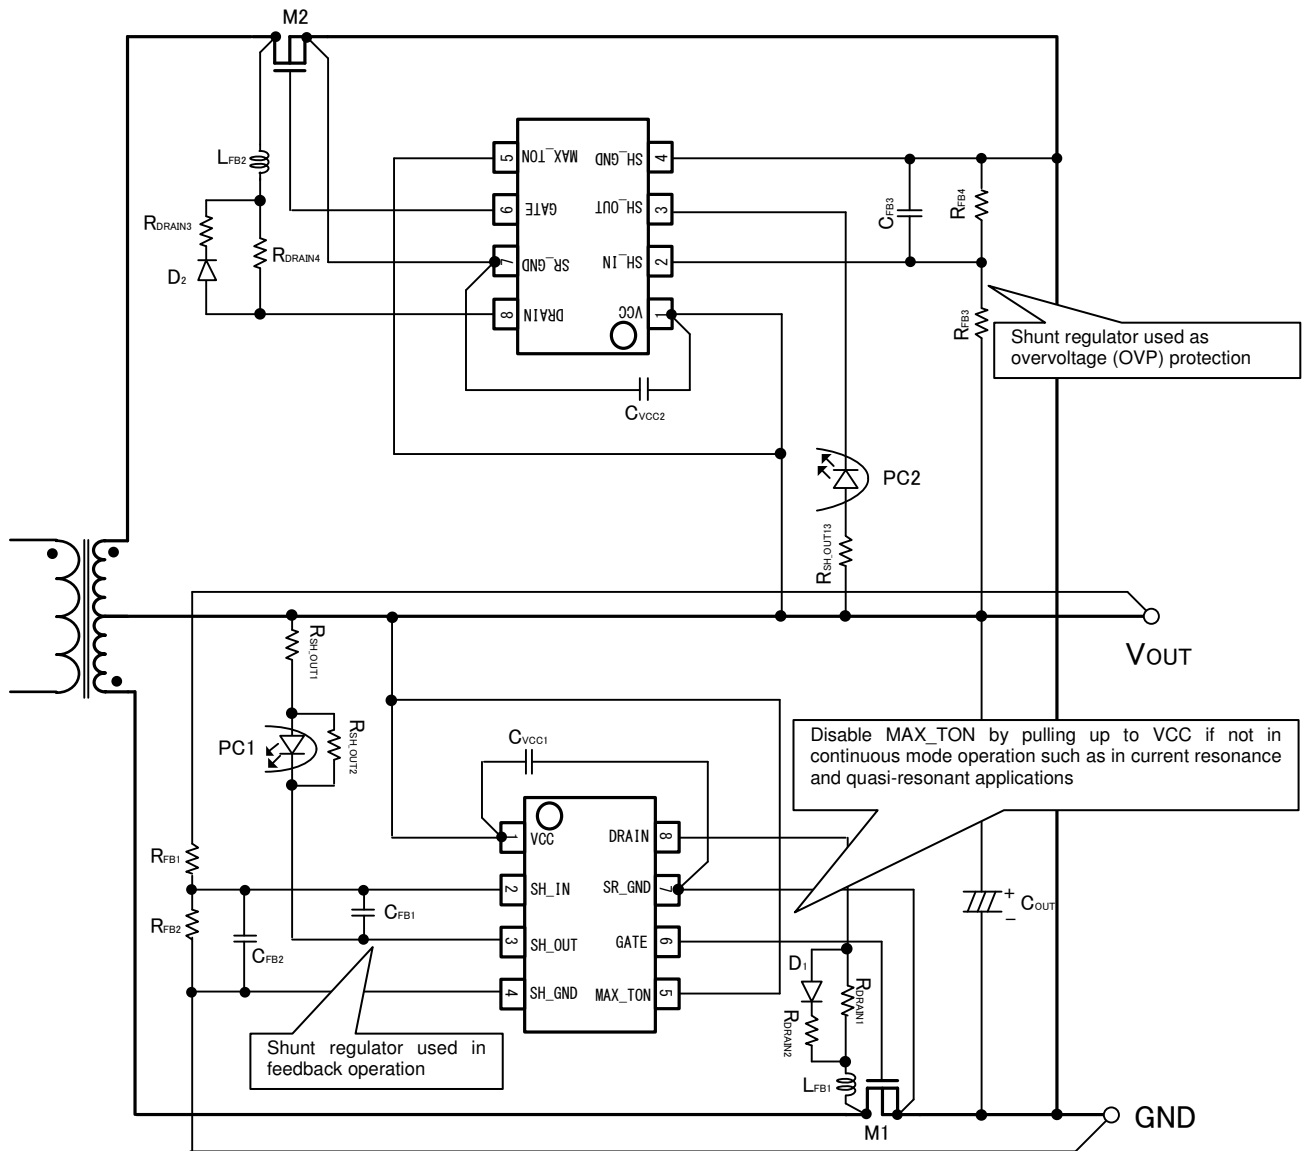 M2
LFB2
RDRAIN3
RDRAIN4
D2
5
6
7
8
MAX_TON
GATE
SR_GND
DRAIN
SH_GND
SH_OUT
SH_IN
VCC
4
3
2
1
CVCC2
CFB3
RFB4
RFB3
Shunt regulator used as
overvoltage (OVP) protection
PC2
RSH_OUT13
VOUT
RSH_OUT1
PC1
RSH_OUT2
CVCC1
Disable MAX_TON by pulling up to VCC if not in
continuous mode operation such as in current resonance
and quasi-resonant applications
RFB1
RFB2
CFB2
CFB1
1
2
3
4
VCC
SH_IN
SH_OUT
SH_GND
DRAIN
SR_GND
GATE
MAX_TON
8
7
6
5
+
COUT
−
D1
RDRAIN1
RDRAIN2
LFB1
M1
Shunt regulator used in
feedback operation
GND